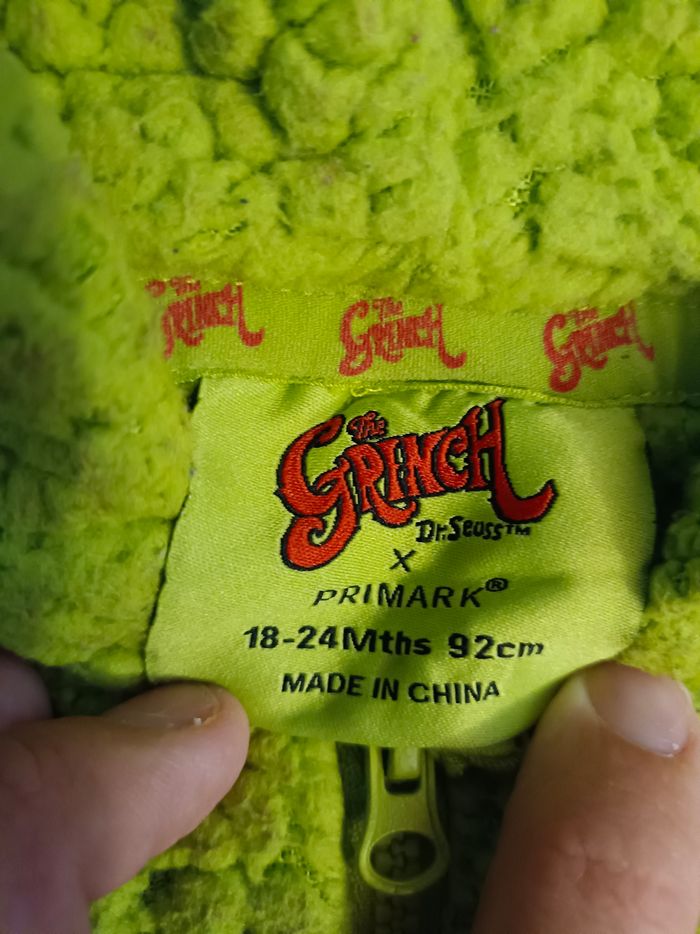 The GRINCH The GRINCH The GRINCH
The
GRINCH
Dr. Seuss™
X
PRIMARK®
18-24Mths 92cm
MADE IN CHINA